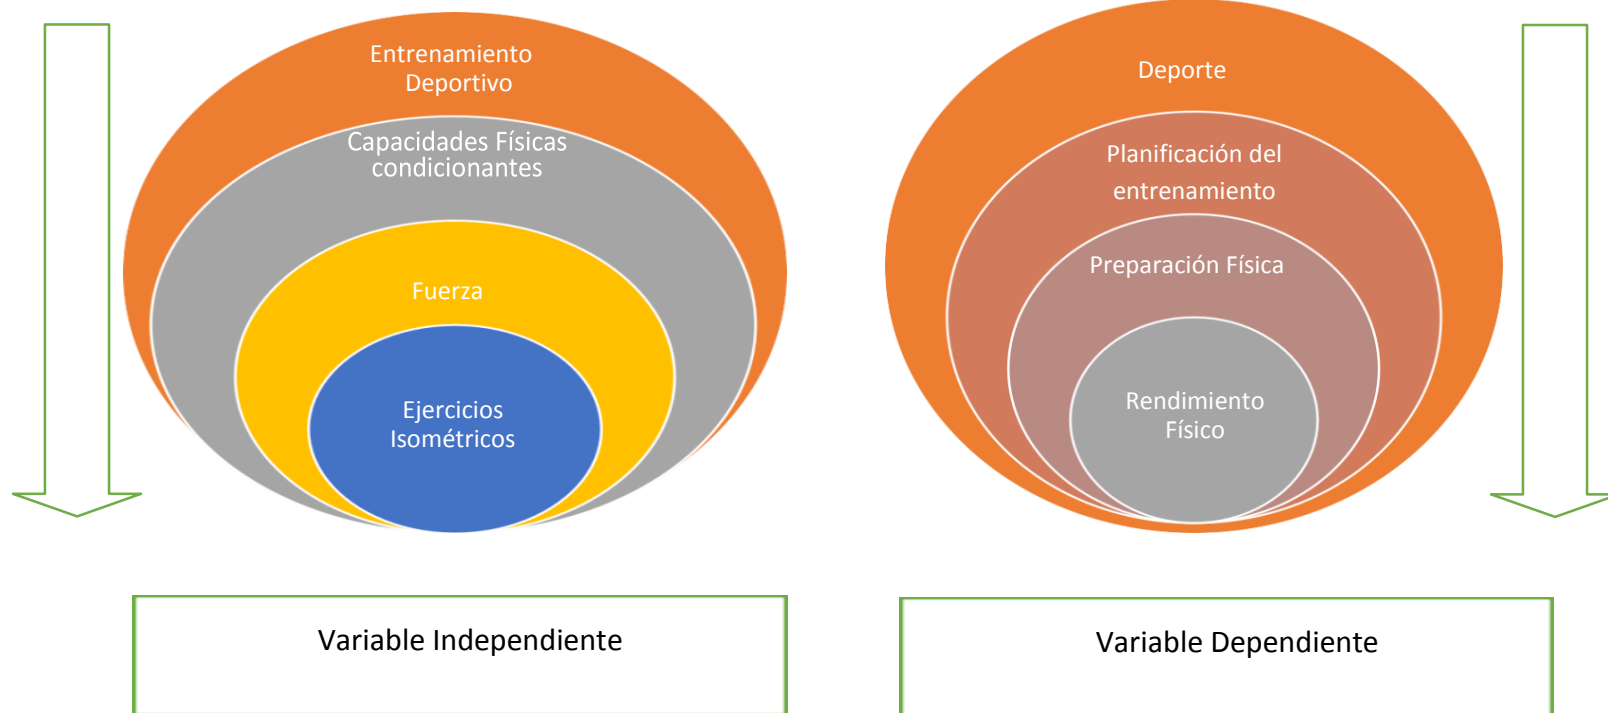 Entrenamiento
Deportivo
Capacidades Físicas
condicionantes
Fuerza
Ejercicios
Isométricos
Deporte
Planificación del
entrenamiento
Preparación Física
Rendimiento
Físico
Variable Independiente
Variable Dependiente